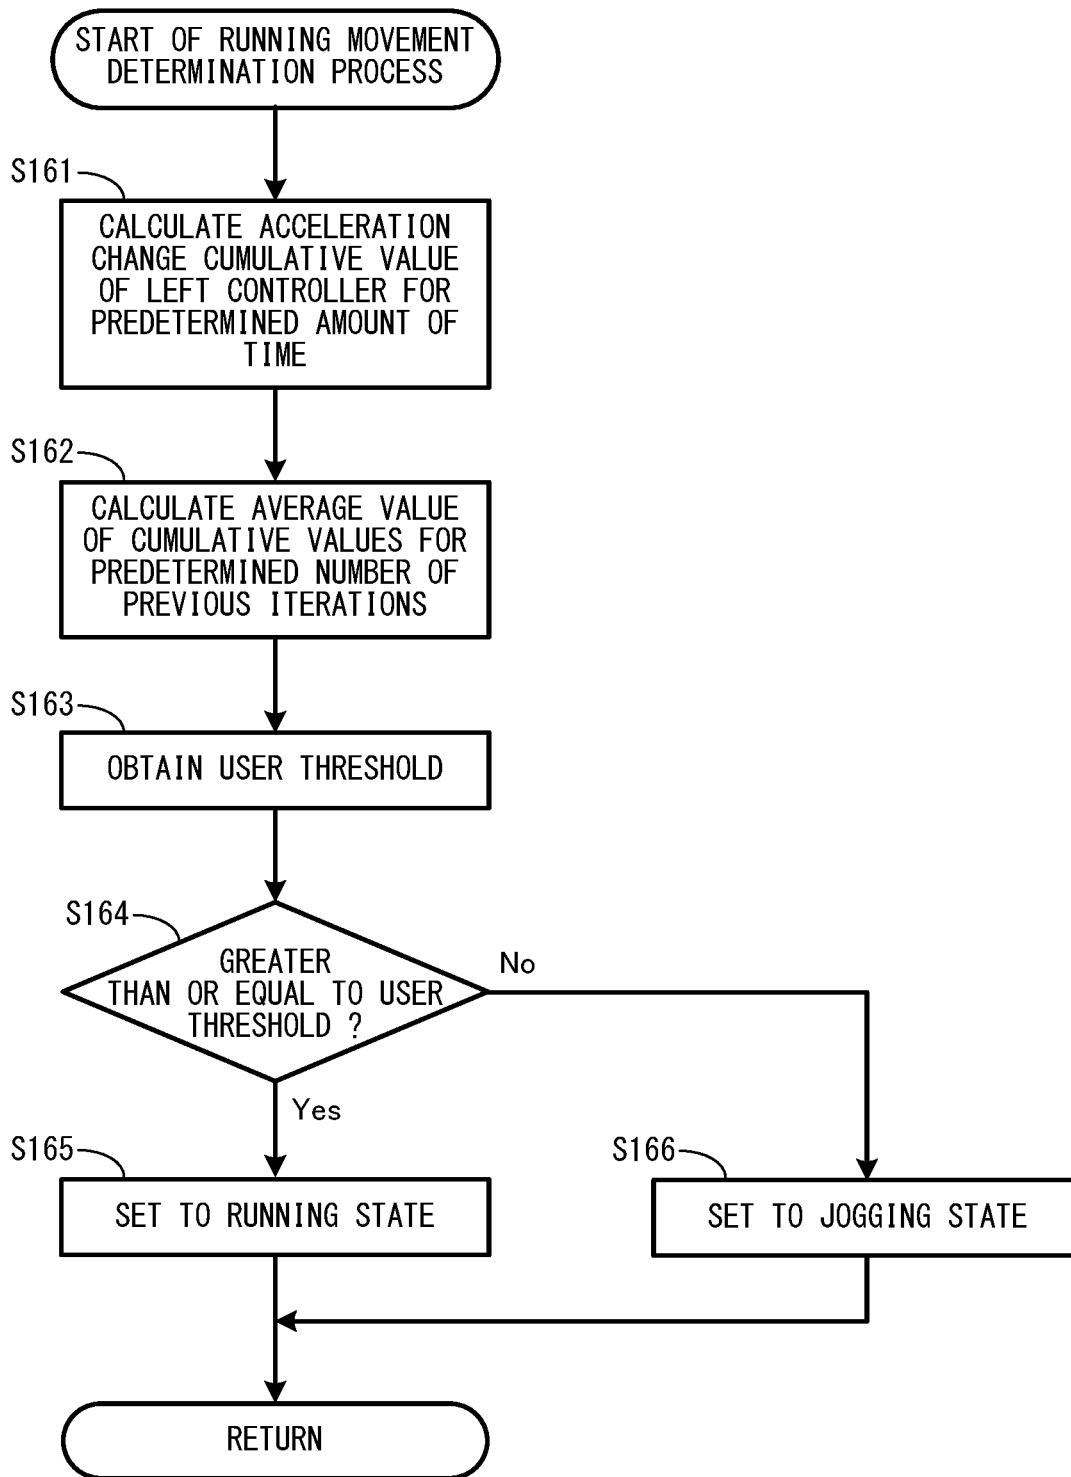 START OF RUNNING MOVEMENT
DETERMINATION PROCESS
S161
CALCULATE ACCELERATION
CHANGE CUMULATIVE VALUE
OF LEFT CONTROLLER FOR
PREDETERMINED AMOUNT OF
TIME
S162
CALCULATE AVERAGE VALUE
OF CUMULATIVE VALUES FOR
PREDETERMINED NUMBER OF
PREVIOUS ITERATIONS
S163
OBTAIN USER THRESHOLD
S164
GREATER
THAN OR EQUAL TO USER
THRESHOLD ?
No
Yes
S165
SET TO RUNNING STATE
S166
SET TO JOGGING STATE
RETURN